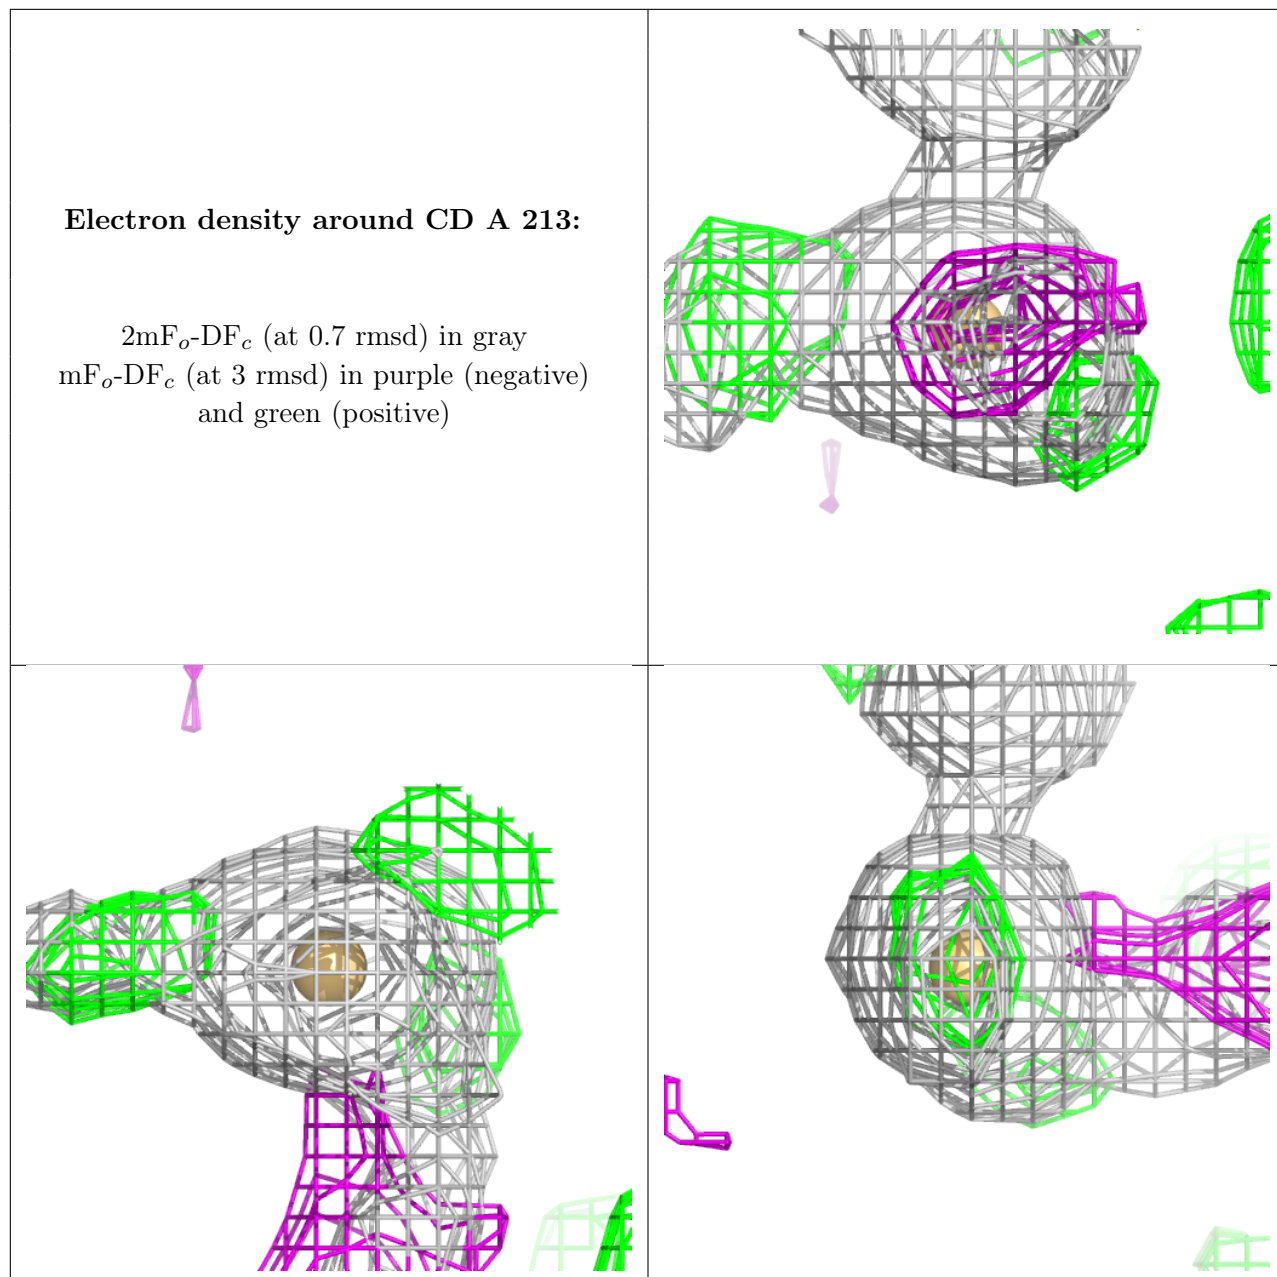 Electron density around CD A 213:
2mFₒ-DF𝒸 (at 0.7 rmsd) in gray
mFₒ-DF𝒸 (at 3 rmsd) in purple (negative)
and green (positive)